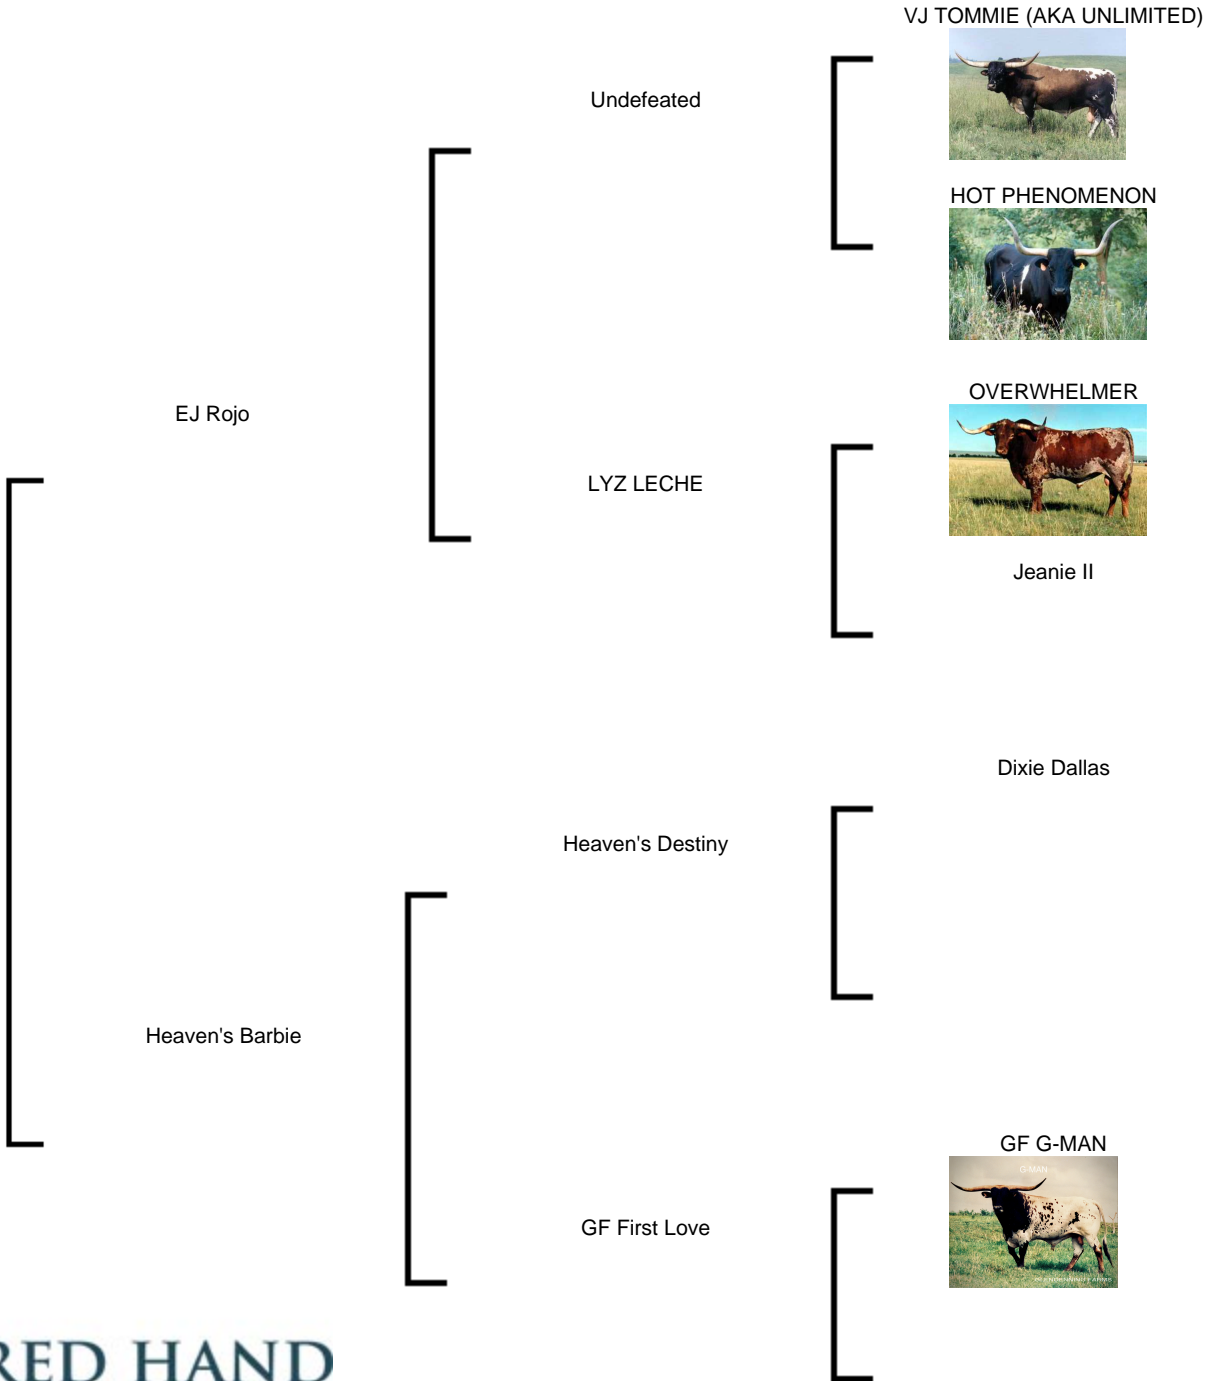 VJ TOMMIE (AKA UNLIMITED)
Undefeated
HOT PHENOMENON
EJ Rojo
OVERWHELMER
LYZ LECHE
Jeanie II
Dixie Dallas
Heaven's Destiny
Heaven's Barbie
GF G-MAN
G-MAN
GF First Love
RED HAND